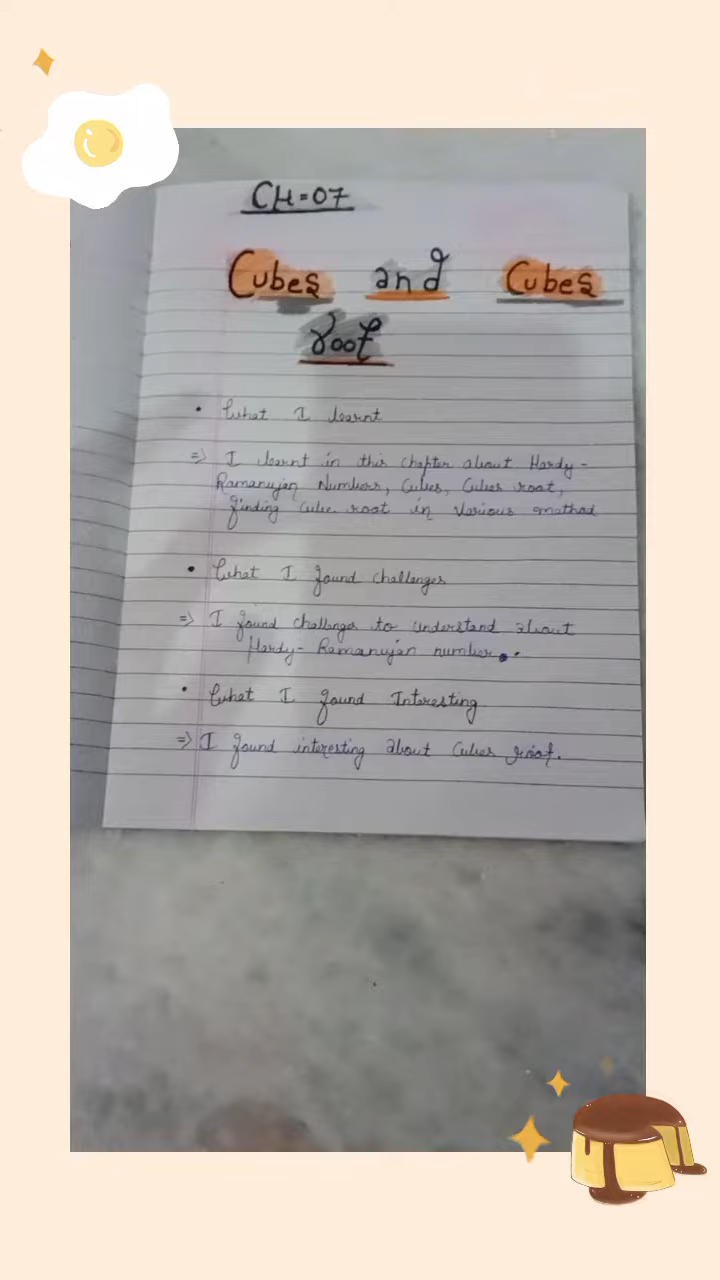 CH=07
Cubes and Cubes
root
• What I learnt
=> I learnt in this chapter about Hardy-
Ramanujan Numbers, Cubes, Cubes root,
finding cube root in various mathod
• What I found challenges
=> I found challenges to understand about
Hardy-Ramanujan number.
• What I found Interesting
=> I found interesting about Cubes root.